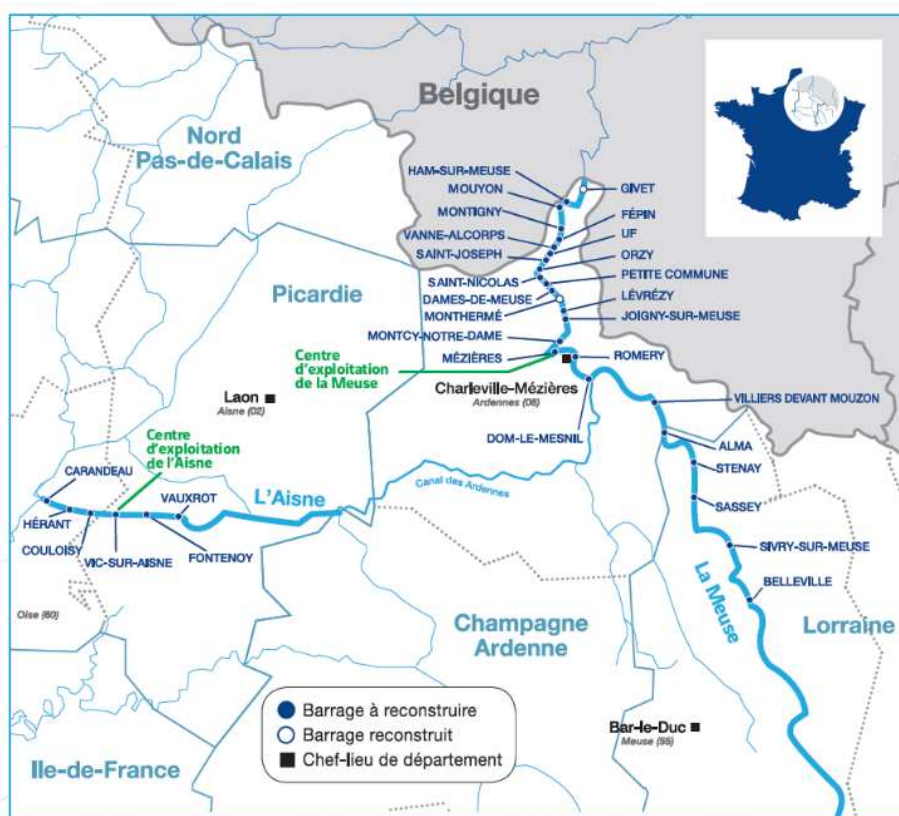 Belgique
Nord
Pas-de-Calais
HAM-SUR-MEUSE
GIVET
MOUYON
MONTIGNY
FÉPIN
VANNE-ALCORPS
UF
SAINT-JOSEPH
ORZY
SAINT-NICOLAS
PETITE COMMUNE
DAMES-DE-MEUSE
LÉVRÉZY
MONTHERMÉ
JOIGNY-SUR-MEUSE
Picardie
MONTCY-NOTRE-DAME
MÉZIÈRES
ROMERY
Centre
d'exploitation
de la Meuse
Charleville-Mézières
Ardennes (08)
Laon
Aisne (02)
VILLIERS DEVANT MOUZON
DOM-LE-MESNIL
ALMA
STENAY
SASSEY
Centre
d'exploitation
de l'Aisne
CARANDEAU
VAUXROT
L'Aisne
Canal des Ardennes
HÉRANT
COULOISY
VIC-SUR-AISNE
FONTENOY
SIVRY-SUR-MEUSE
BELLEVILLE
La Meuse
Lorraine
Oise (60)
Champagne
Ardenne
Barrage à reconstruire
Barrage reconstruit
Chef-lieu de département
Bar-le-Duc
Meuse (55)
Ile-de-France